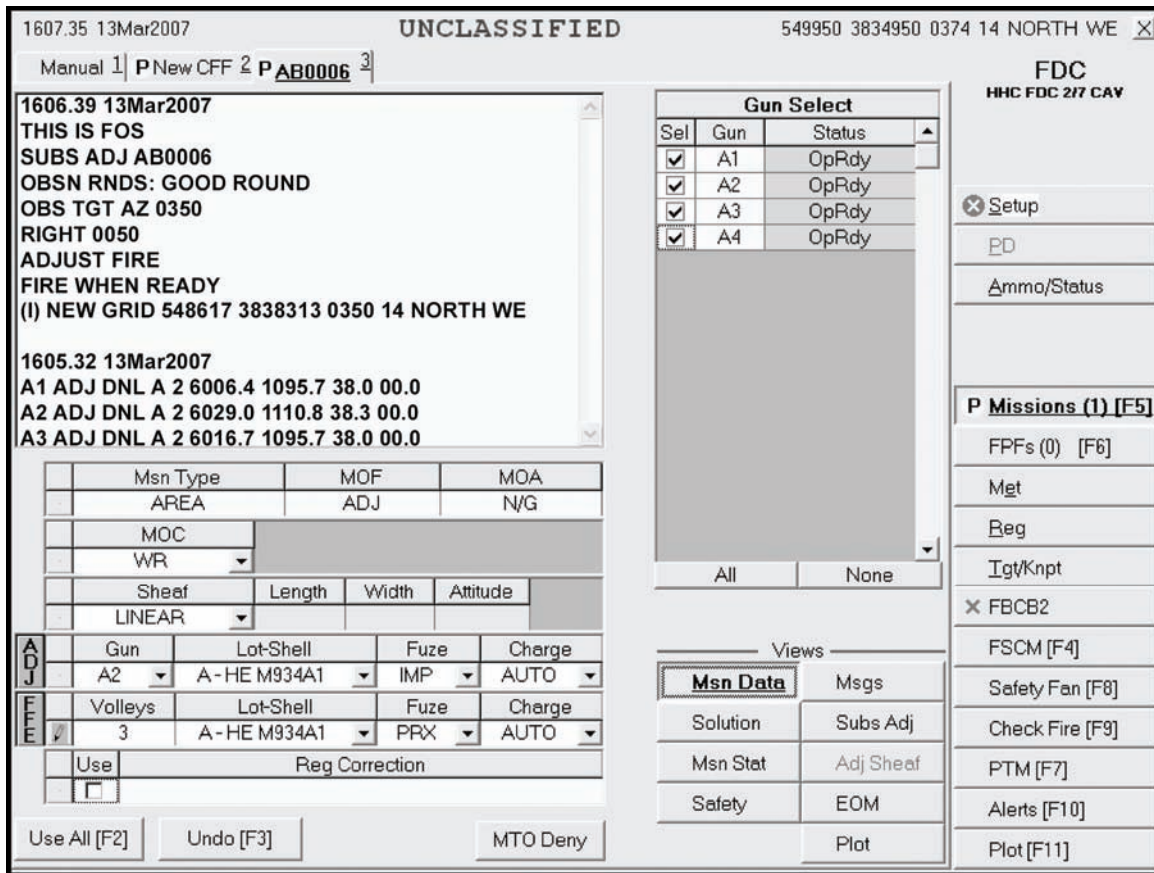 1607.35 13Mar2007 UNCLASSIFIED 549950 3834950 0374 14 NORTH WE X
Manual 1 P New CFF 2 P AB0006 3
1606.39 13Mar2007
THIS IS FOS
SUBS ADJ AB0006
OBSN RNDS: GOOD ROUND
OBS TGT AZ 0350
RIGHT 0050
ADJUST FIRE
FIRE WHEN READY
(I) NEW GRID 548617 3838313 0350 14 NORTH WE
1605.32 13Mar2007
A1 ADJ DNL A 2 6006.4 1095.7 38.0 00.0
A2 ADJ DNL A 2 6029.0 1110.8 38.3 00.0
A3 ADJ DNL A 2 6016.7 1095.7 38.0 00.0
Msn Type MOF MOA
AREA ADJ N/G
MOC
WR
Sheaf Length Width Attitude
LINEAR
ADJ
Gun Lot-Shell Fuze Charge
A2 A-HE M934A1 IMP AUTO
FFE
Volleys Lot-Shell Fuze Charge
3 A-HE M934A1 PRX AUTO
Use Reg Correction
Use All [F2] Undo [F3] MTO Deny
Gun Select
Sel Gun Status
A1 OpRdy
A2 OpRdy
A3 OpRdy
A4 OpRdy
All None
Views
Msn Data Msgs
Solution Subs Adj
Msn Stat Adj Sheaf
Safety EOM
Plot
FDC
HHC FDC 2/7 CAV
Setup
PD
Ammo/Status
P Missions (1) [F5]
FPFs (0) [F6]
Met
Reg
Tgt/Knpt
FBCB2
FSCM [F4]
Safety Fan [F8]
Check Fire [F9]
PTM [F7]
Alerts [F10]
Plot [F11]